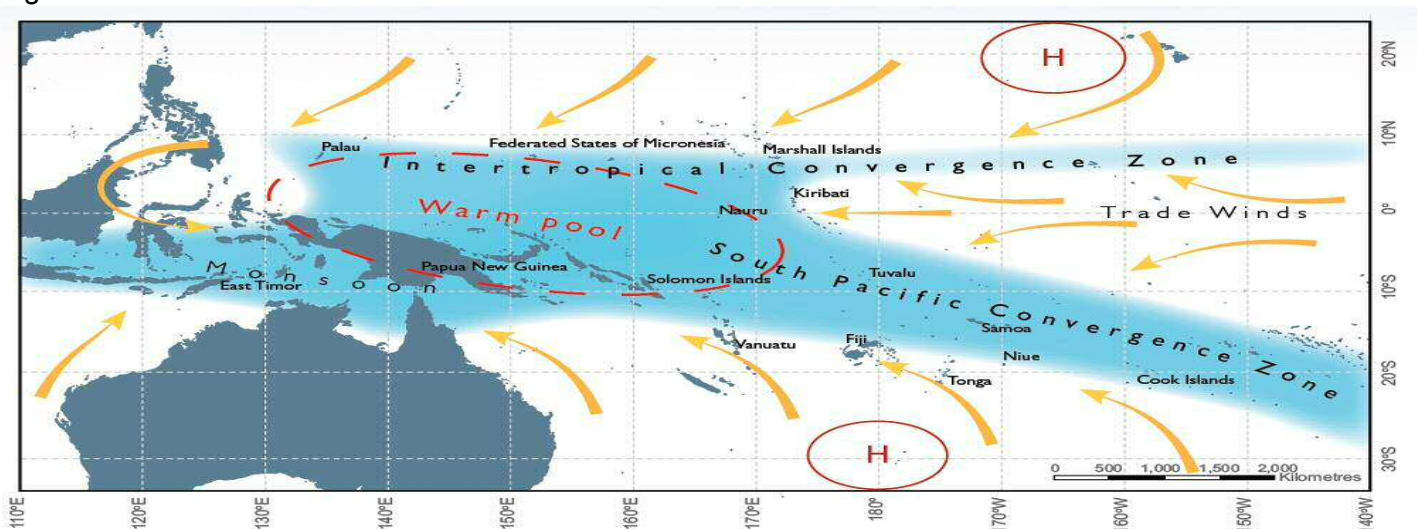 H
20°N
Palau
Federated States of Micronesia
Marshall Islands
10°N
Intertropical Convergence Zone
Kiribati
Warm pool
Nauru
Trade Winds
0°
Monsoon
East Timor
Papua New Guinea
Solomon Islands
South Pacific Convergence Zone
Tuvalu
10°S
Samoa
Vanuatu
Fiji
Niue
Tonga
Cook Islands
20°S
H
0 500 1,000 1,500 2,000
Kilometres
30°S
110°E 120°E 130°E 140°E 150°E 160°E 170°E 180° 170°W 160°W 150°W 140°W